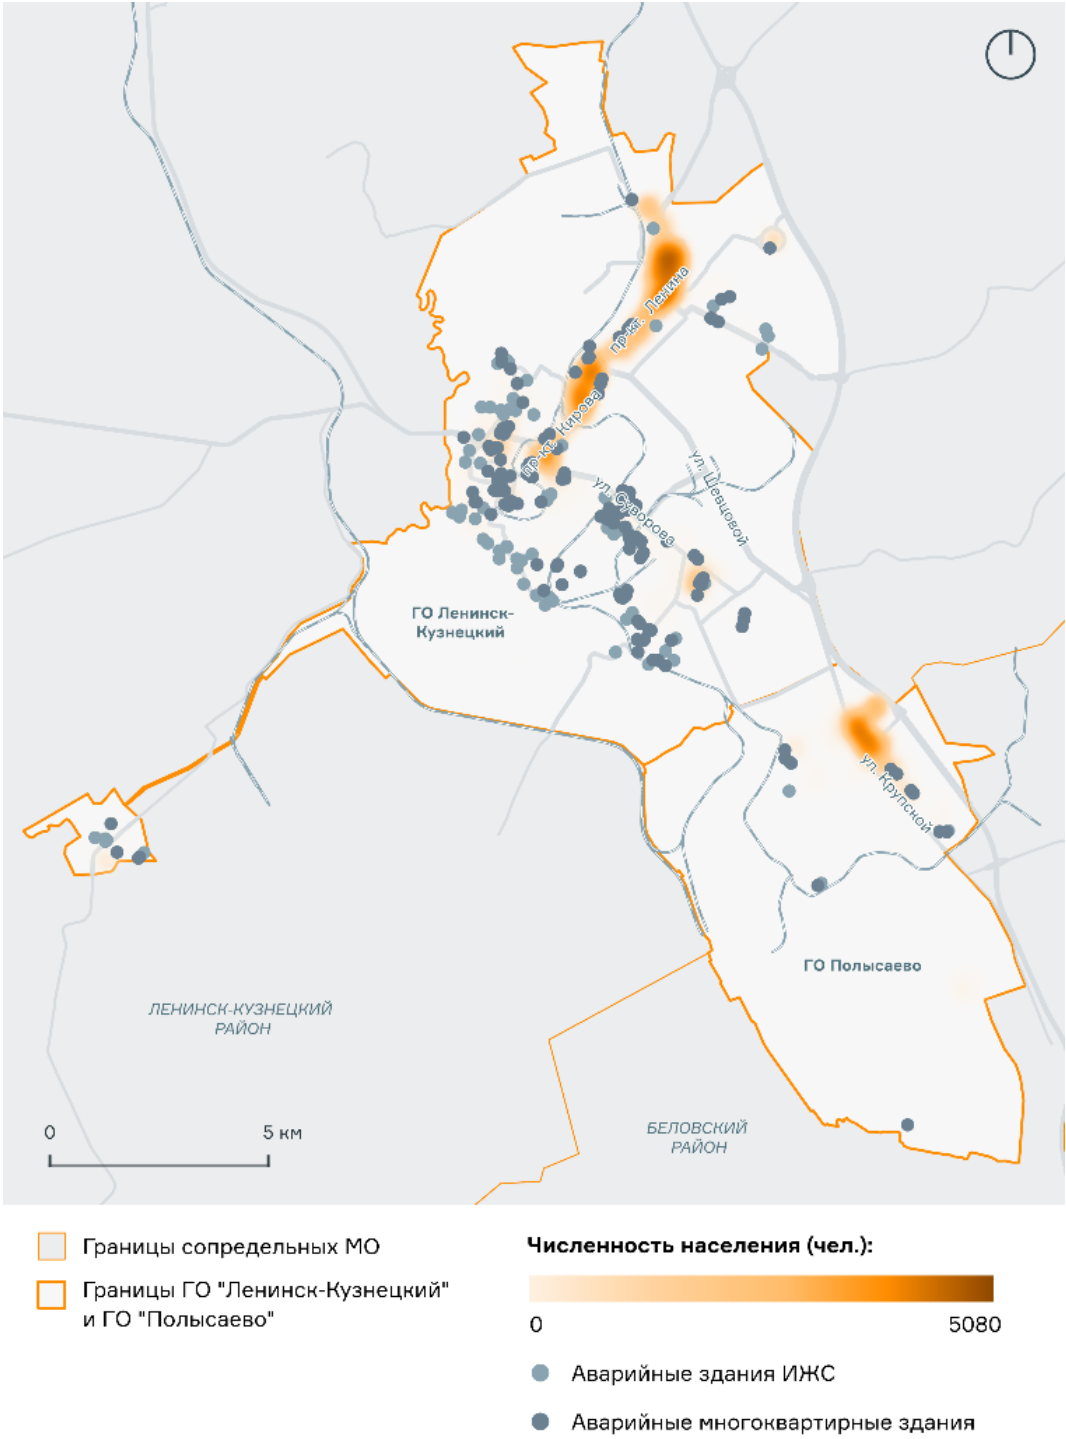 пр-кт. Ленина
пр-кт. Кирова
ул. Суворова
ул. Шевцовой
ГО Ленинск-
Кузнецкий
ул. Крупской
ГО Полысаево
ЛЕНИНСК-КУЗНЕЦКИЙ
РАЙОН
БЕЛОВСКИЙ
РАЙОН
0 5 км
Границы сопредельных МО
Границы ГО "Ленинск-Кузнецкий"
и ГО "Полысаево"
Численность населения (чел.):
0 5080
Аварийные здания ИЖС
Аварийные многоквартирные здания